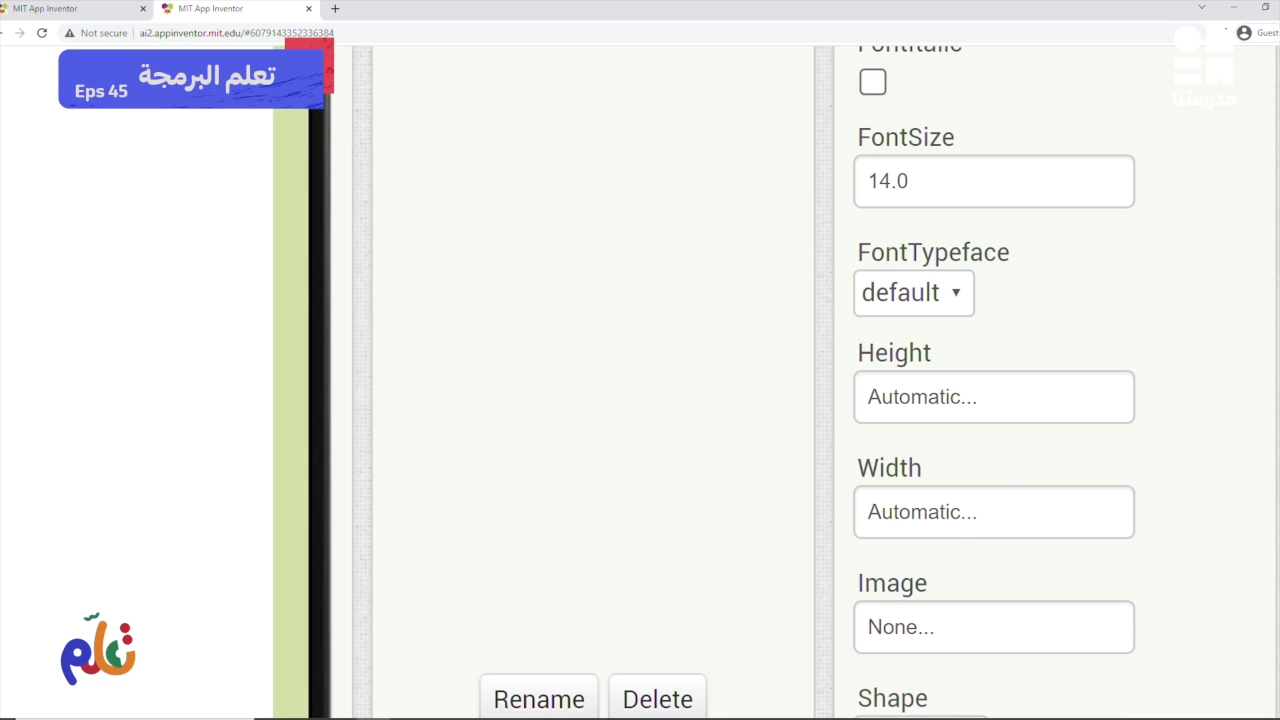 MIT App Inventor
MIT App Inventor
Not secure
ai2.appinventor.mit.edu/#6079143352336384
Guest
تعلم البرمجة
Eps 45
مدرستنا
FontItalic
FontSize
14.0
FontTypeface
default
Height
Automatic...
Width
Automatic...
Image
None...
Shape
Rename
Delete